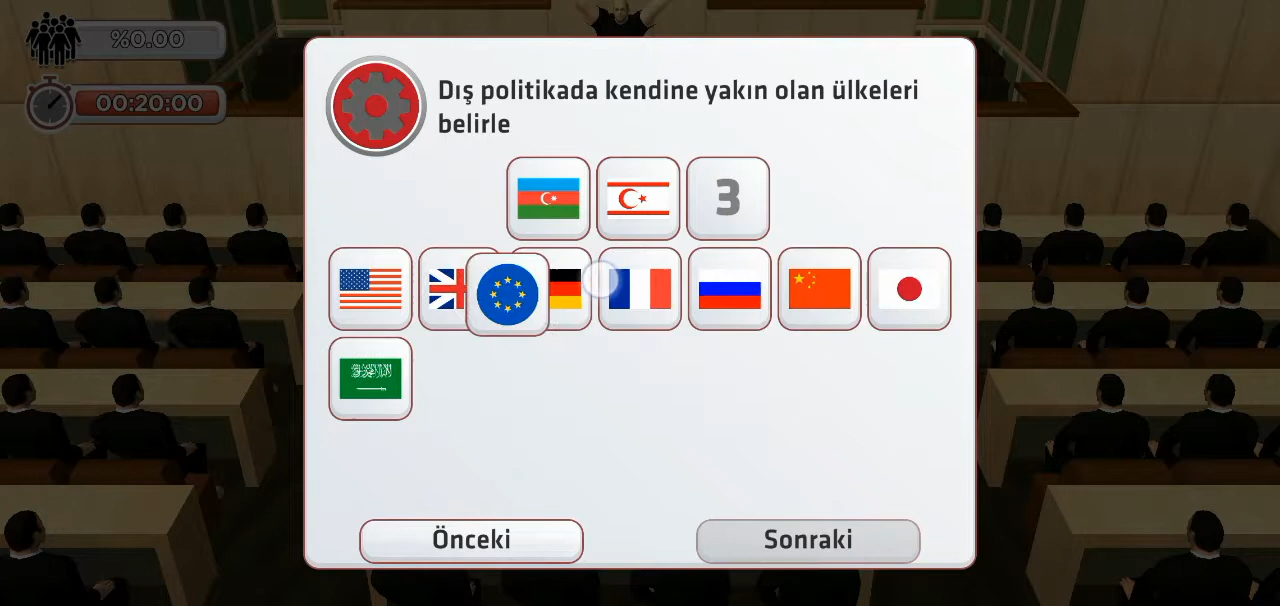 %0.00
00:20:00
Dış politikada kendine yakın olan ülkeleri
belirle
3
Önceki
Sonraki